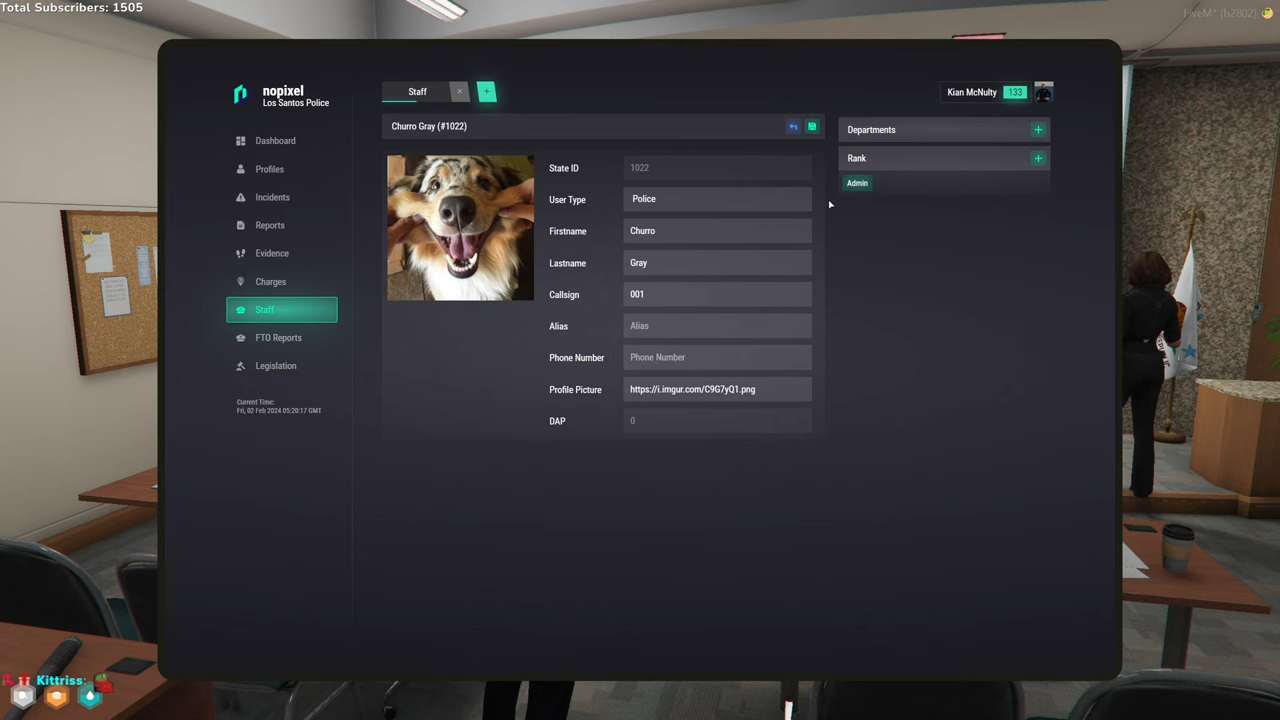 Total Subscribers: 1505
FiveM* (b2802)
nopixel
Los Santos Police
Dashboard
Profiles
Incidents
Reports
Evidence
Charges
Staff
FTO Reports
Legislation
Current Time:
Fri, 02 Feb 2024 05:20:17 GMT
Staff × +
Churro Gray (#1022)
State ID 1022
User Type Police
Firstname Churro
Lastname Gray
Callsign 001
Alias Alias
Phone Number Phone Number
Profile Picture https://i.imgur.com/C9G7yQ1.png
DAP 0
Kian McNulty 133
Departments +
Rank +
Admin
Kittriss: